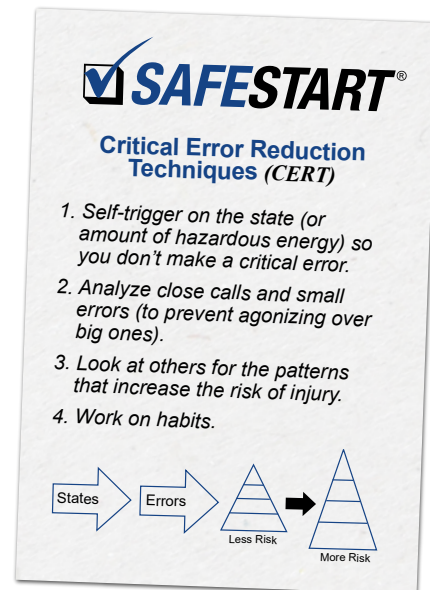 SAFESTART®
Critical Error Reduction
Techniques (CERT)
1. Self-trigger on the state (or
amount of hazardous energy) so
you don't make a critical error.
2. Analyze close calls and small
errors (to prevent agonizing over
big ones).
3. Look at others for the patterns
that increase the risk of injury.
4. Work on habits.
States
Errors
Less Risk
More Risk